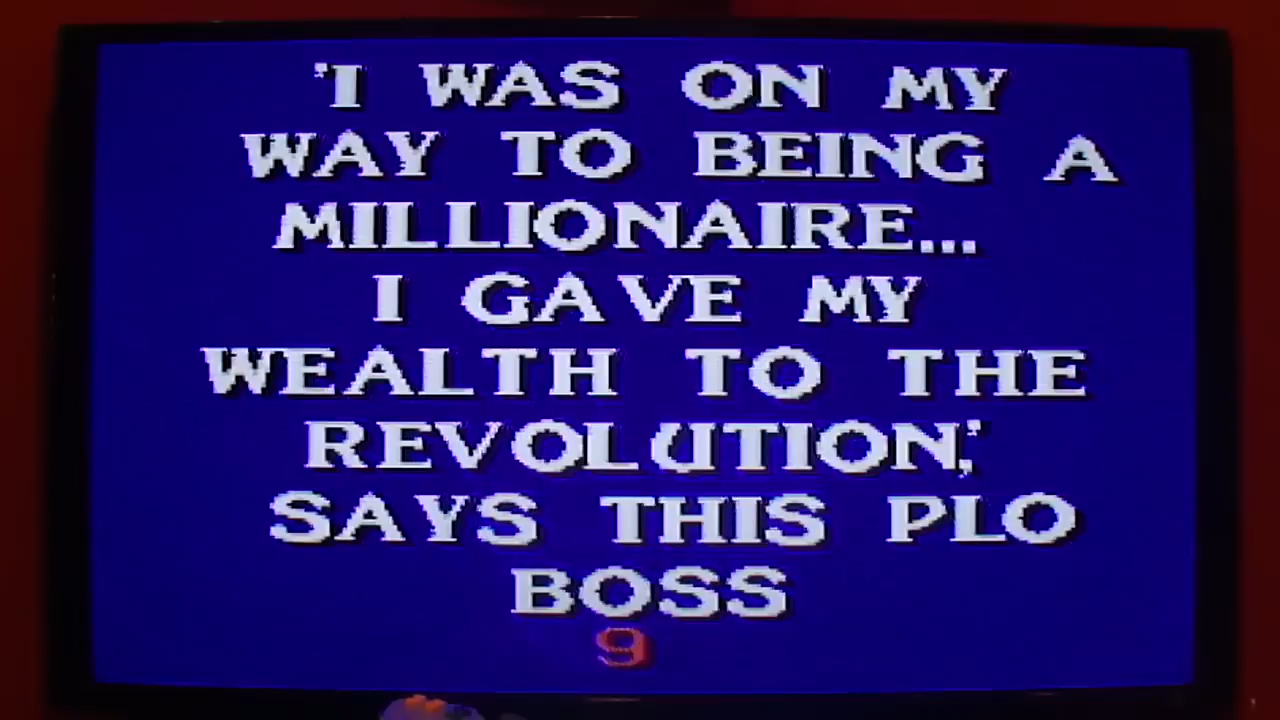 'I WAS ON MY
WAY TO BEING A
MILLIONAIRE...
I GAVE MY
WEALTH TO THE
REVOLUTION,'
SAYS THIS PLO
BOSS
9